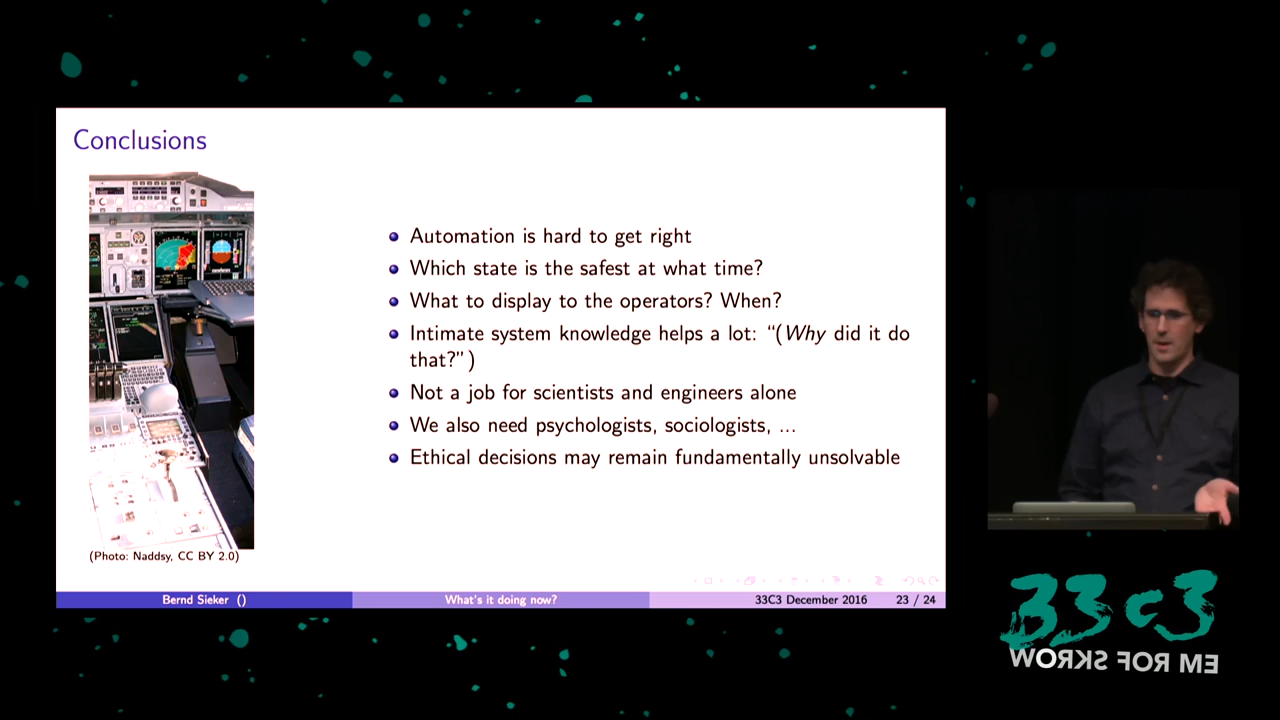 Conclusions
• Automation is hard to get right
• Which state is the safest at what time?
• What to display to the operators? When?
• Intimate system knowledge helps a lot: “(Why did it do
that?”)
• Not a job for scientists and engineers alone
• We also need psychologists, sociologists, ...
• Ethical decisions may remain fundamentally unsolvable
(Photo: Naddsy, CC BY 2.0)
Bernd Sieker ()
What's it doing now?
33C3 December 2016
23 / 24
33c3
WORKS FOR ME